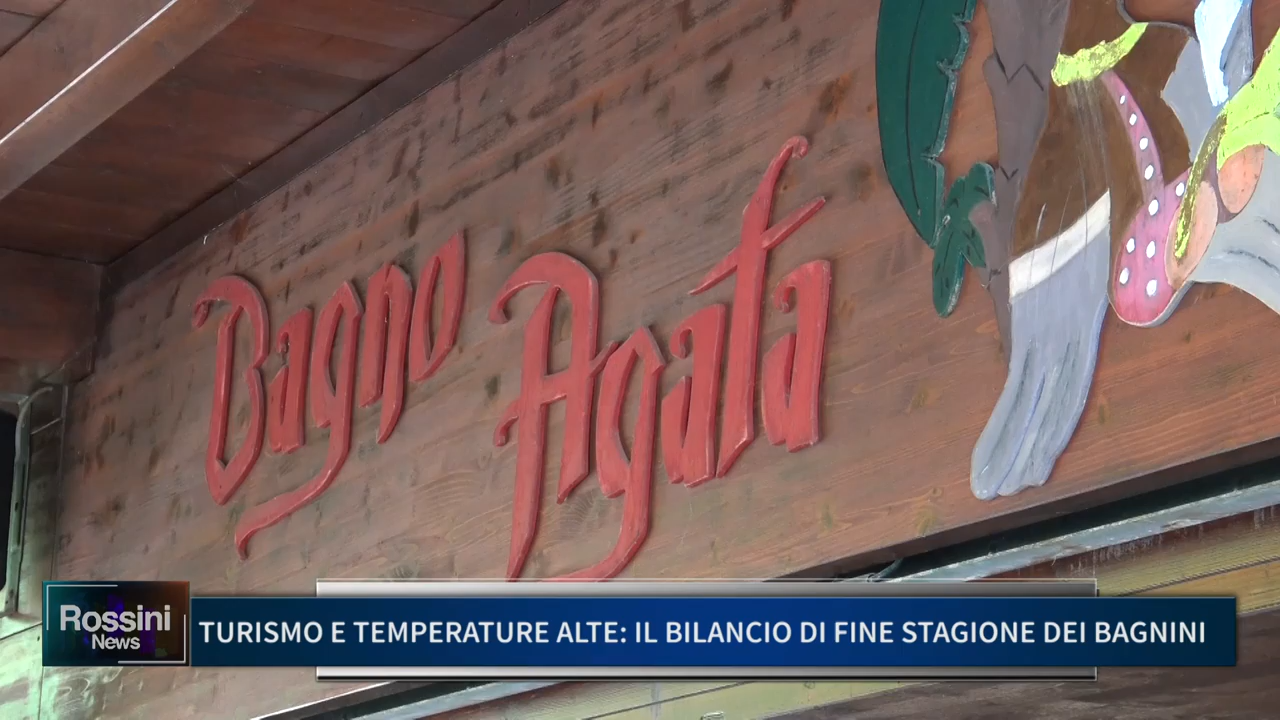 Bagno Agata
Rossini
News
TURISMO E TEMPERATURE ALTE: IL BILANCIO DI FINE STAGIONE DEI BAGNINI